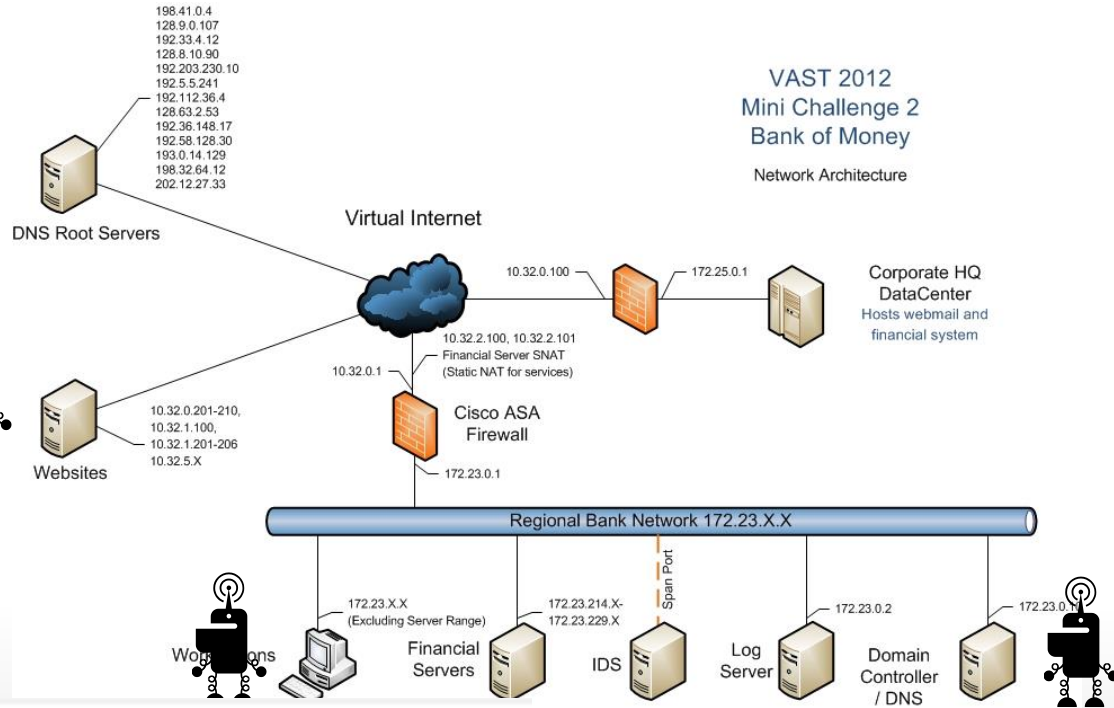 198.41.0.4
128.9.0.107
192.33.4.12
128.8.10.90
192.203.230.10
192.5.5.241
192.112.36.4
128.63.2.53
192.36.148.17
192.58.128.30
193.0.14.129
198.32.64.12
202.12.27.33
DNS Root Servers
VAST 2012
Mini Challenge 2
Bank of Money
Network Architecture
Virtual Internet
10.32.0.100
172.25.0.1
Corporate HQ
DataCenter
Hosts webmail and
financial system
10.32.2.100, 10.32.2.101
Financial Server SNAT
(Static NAT for services)
10.32.0.1
Cisco ASA
Firewall
172.23.0.1
10.32.0.201-210,
10.32.1.100,
10.32.1.201-206
10.32.5.X
Websites
Regional Bank Network 172.23.X.X
Span Port
172.23.X.X
(Excluding Server Range)
172.23.214.X-
172.23.229.X
Financial
Servers
IDS
172.23.0.2
Log
Server
Domain
Controller
/ DNS